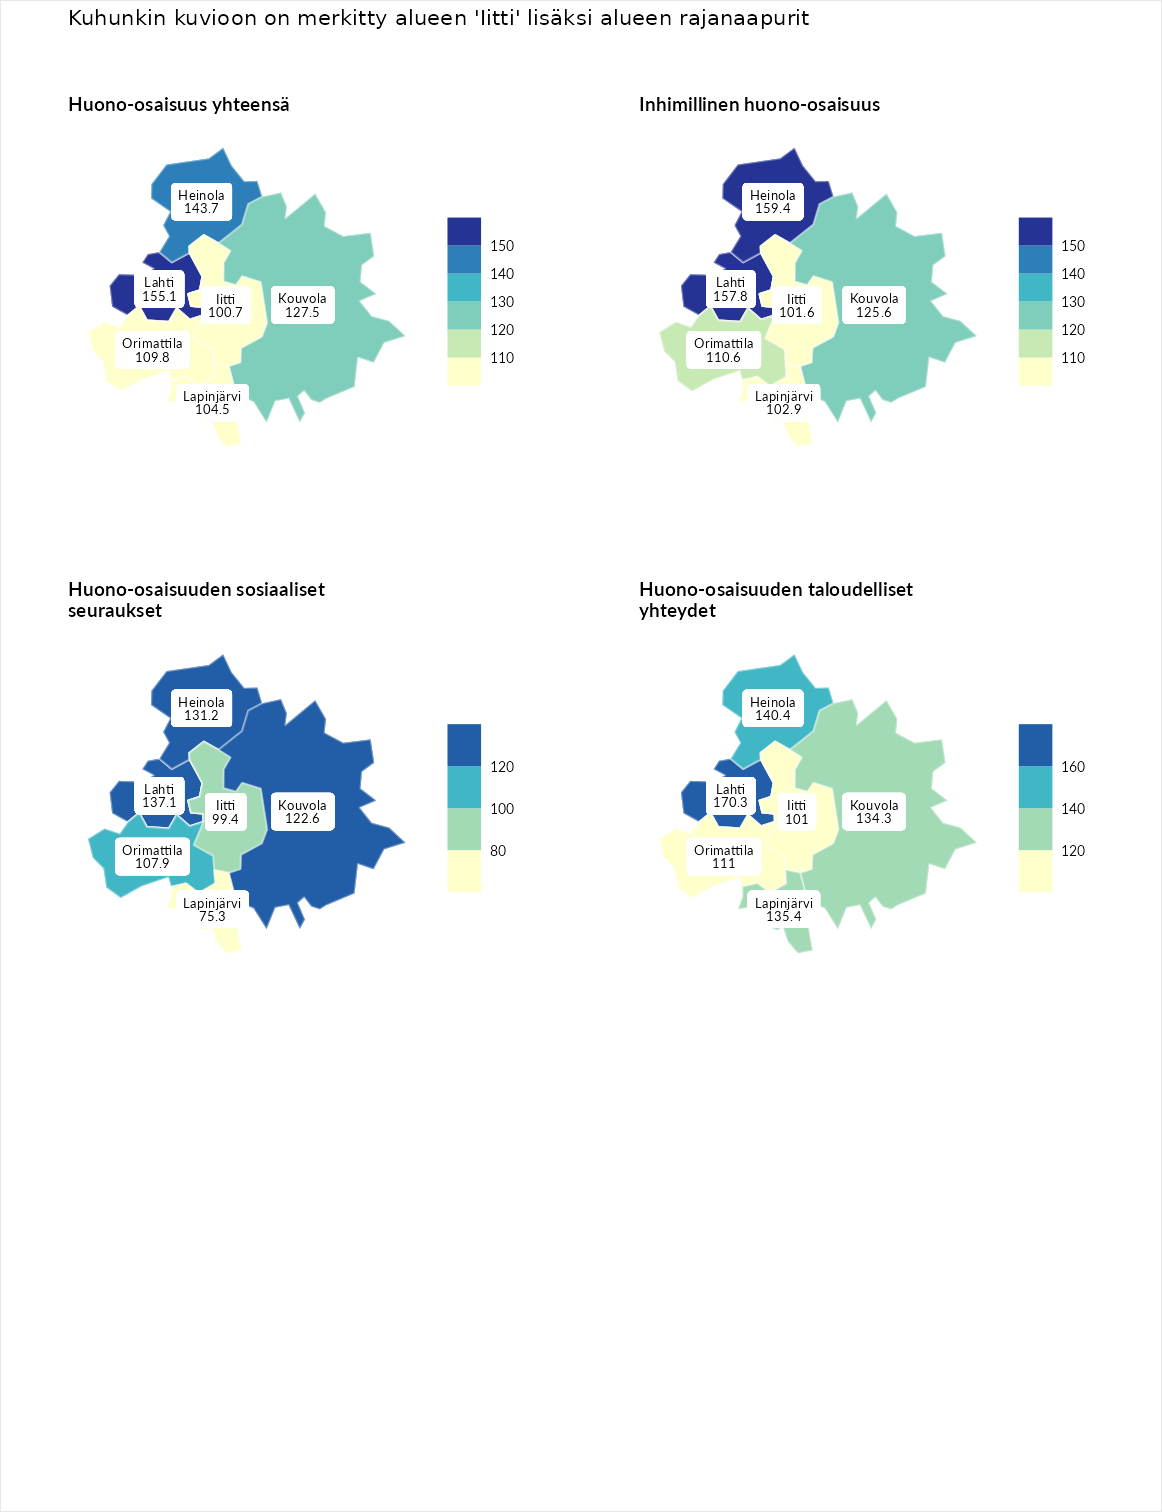 Kuhunkin kuvioon on merkitty alueen 'Iitti' lisäksi alueen rajanaapurit
Huono-osaisuus yhteensä
Heinola
143.7
Lahti
155.1
Iitti
100.7
Kouvola
127.5
Orimattila
109.8
Lapinjärvi
104.5
150
140
130
120
110
Inhimillinen huono-osaisuus
Heinola
159.4
Lahti
157.8
Iitti
101.6
Kouvola
125.6
Orimattila
110.6
Lapinjärvi
102.9
150
140
130
120
110
Huono-osaisuuden sosiaaliset
seuraukset
Heinola
131.2
Lahti
137.1
Iitti
99.4
Kouvola
122.6
Orimattila
107.9
Lapinjärvi
75.3
120
100
80
Huono-osaisuuden taloudelliset
yhteydet
Heinola
140.4
Lahti
170.3
Iitti
101
Kouvola
134.3
Orimattila
111
Lapinjärvi
135.4
160
140
120